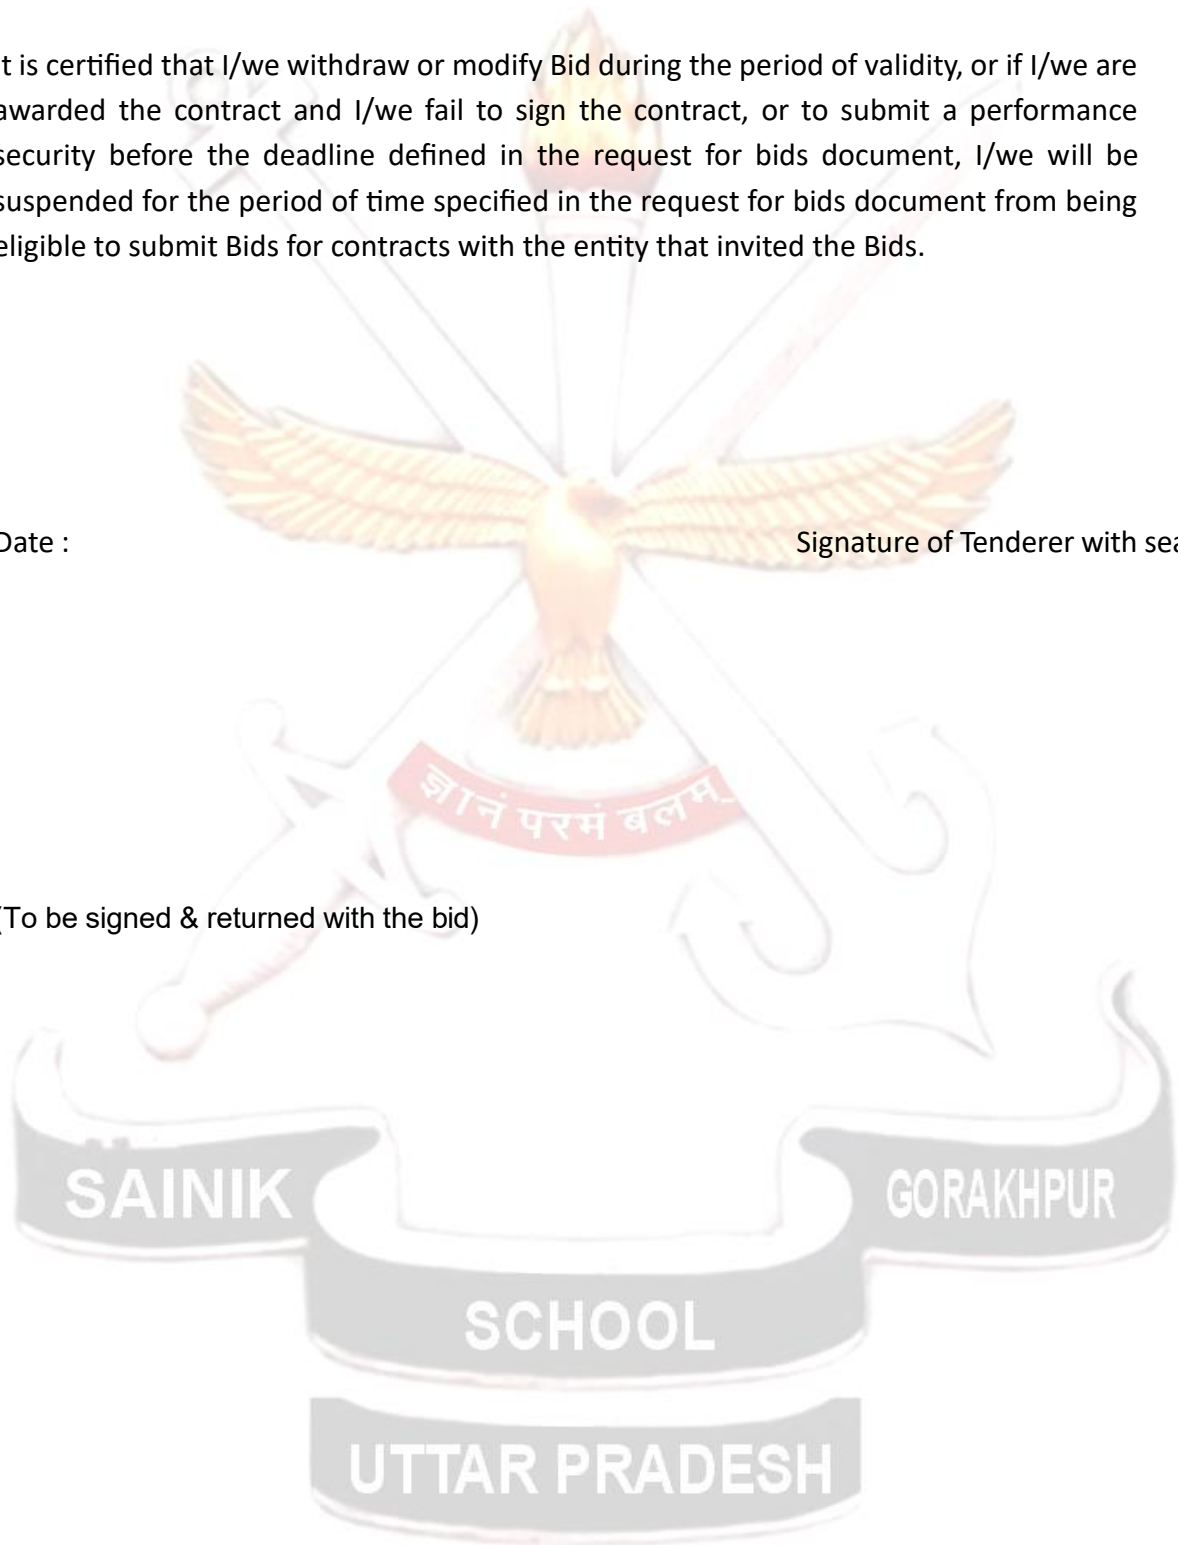 t is certified that I/we withdraw or modify Bid during the period of validity, or if I/we are
awarded the contract and I/we fail to sign the contract, or to submit a performance
security before the deadline defined in the request for bids document, I/we will be
suspended for the period of time specified in the request for bids document from being
eligible to submit Bids for contracts with the entity that invited the Bids.
Date : Signature of Tenderer with sea
ज्ञानं परमं बलम्
(To be signed & returned with the bid)
SAINIK GORAKHPUR
SCHOOL
UTTAR PRADESH